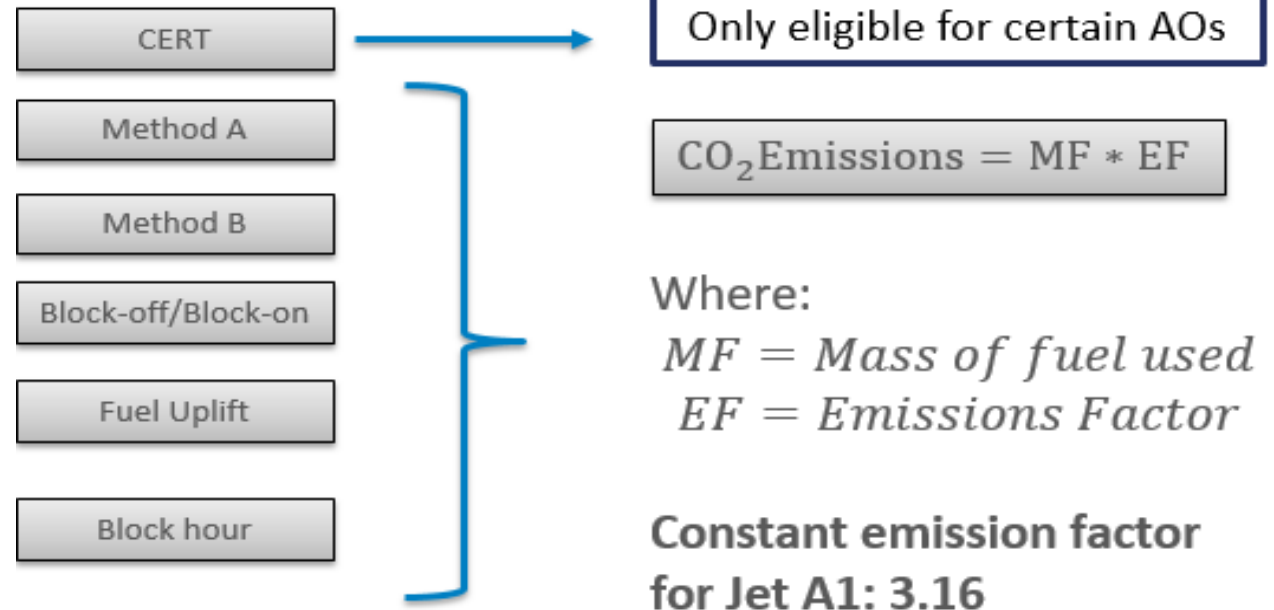 CERT
Only eligible for certain AOs
Method A
Method B
Block-off/Block-on
Fuel Uplift
Block hour
CO₂Emissions = MF ∗ EF
Where:
MF = Mass of fuel used
EF = Emissions Factor
Constant emission factor
for Jet A1: 3.16